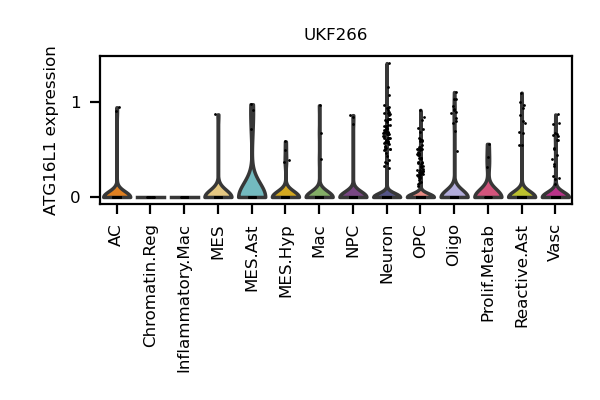 UKF266
ATG16L1 expression
1
0
AC
Chromatin.Reg
Inflammatory.Mac
MES
MES.Ast
MES.Hyp
Mac
NPC
Neuron
OPC
Oligo
Prolif.Metab
Reactive.Ast
Vasc